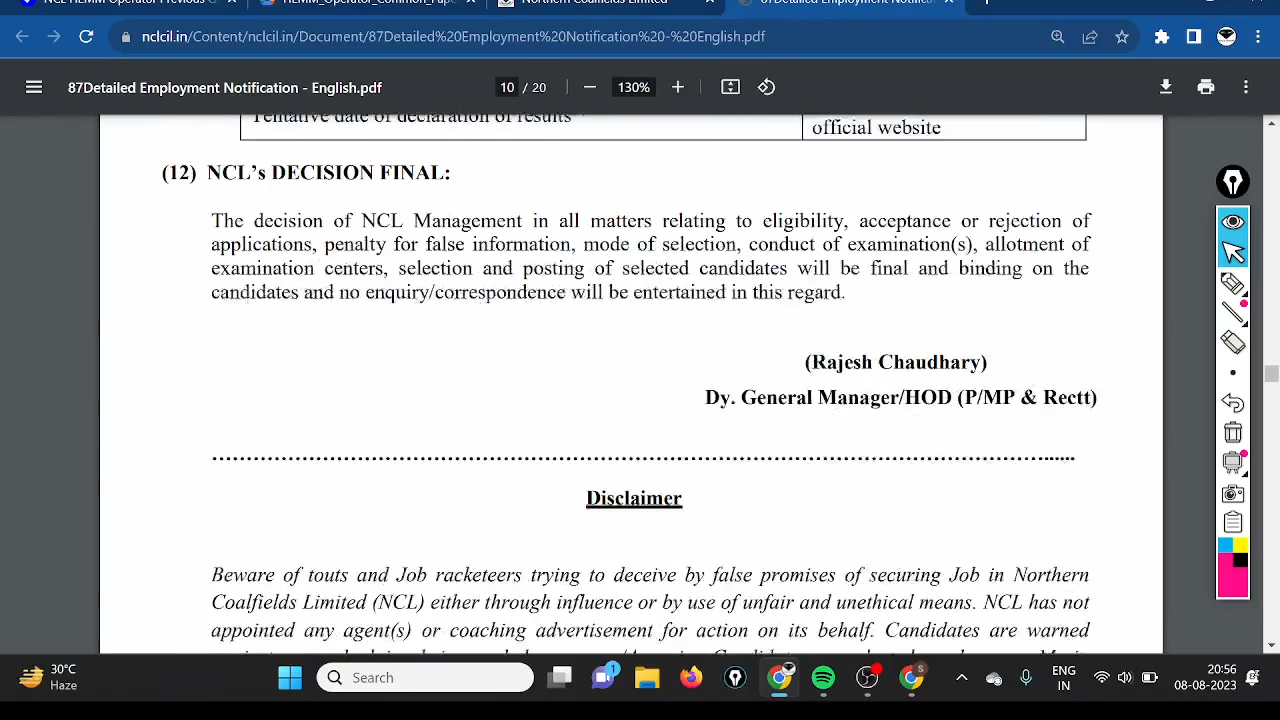 NCL HEMM Operator Previous
HEMM_Operator_Common_Pape
Northern Coalfields Limited
87Detailed Employment Notificati
nclcil.in/Content/nclcil.in/Document/87Detailed%20Employment%20Notification%20-%20English.pdf
87Detailed Employment Notification - English.pdf
10 / 20
130%
Tentative date of declaration of results
official website
(12) NCL's DECISION FINAL:
The decision of NCL Management in all matters relating to eligibility, acceptance or rejection of
applications, penalty for false information, mode of selection, conduct of examination(s), allotment of
examination centers, selection and posting of selected candidates will be final and binding on the
candidates and no enquiry/correspondence will be entertained in this regard.
(Rajesh Chaudhary)
Dy. General Manager/HOD (P/MP & Rectt)
Disclaimer
Beware of touts and Job racketeers trying to deceive by false promises of securing Job in Northern
Coalfields Limited (NCL) either through influence or by use of unfair and unethical means. NCL has not
appointed any agent(s) or coaching advertisement for action on its behalf. Candidates are warned
30°C
Haze
Search
1
S
ENG
IN
20:56
08-08-2023